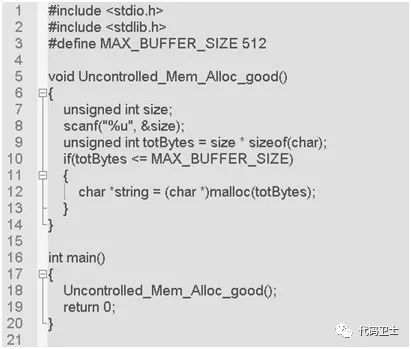 1 #include <stdio.h>
2 #include <stdlib.h>
3 #define MAX_BUFFER_SIZE 512
4
5 void Uncontrolled_Mem_Alloc_good()
6 {
7 unsigned int size;
8 scanf("%u", &size);
9 unsigned int totBytes = size * sizeof(char);
10 if(totBytes <= MAX_BUFFER_SIZE)
11 {
12 char *string = (char *)malloc(totBytes);
13 }
14 }
15
16 int main()
17 {
18 Uncontrolled_Mem_Alloc_good();
19 return 0;
20 }
21
代码卫士